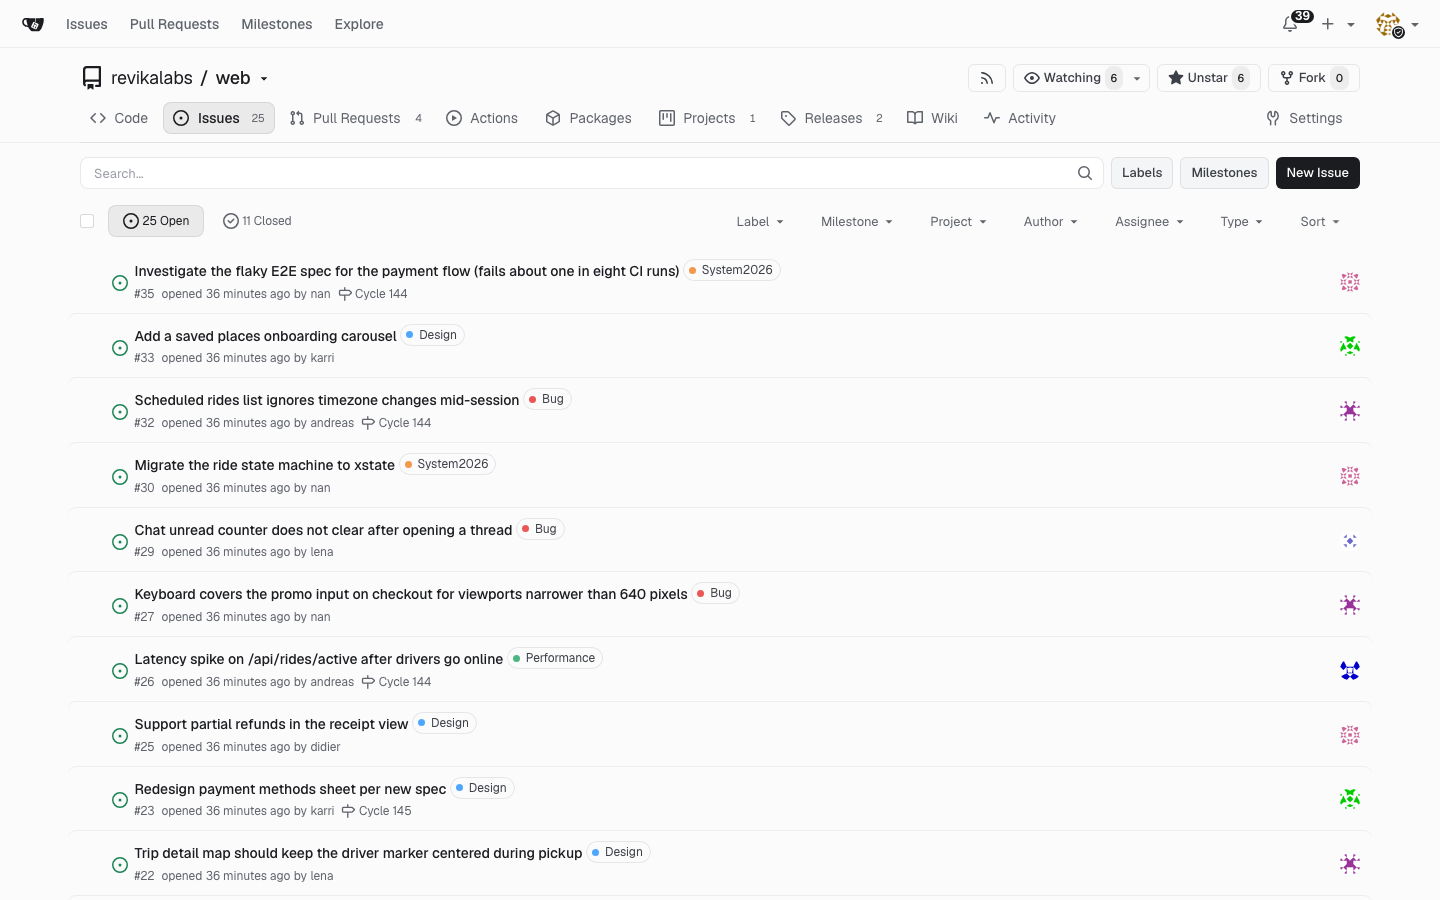 Issues Pull Requests Milestones Explore 39
revikalabs / web Watching 6 Unstar 6 Fork 0
Code Issues 25 Pull Requests 4 Actions Packages Projects 1 Releases 2 Wiki Activity Settings
Search... Labels Milestones New Issue
25 Open 11 Closed Label Milestone Project Author Assignee Type Sort
Investigate the flaky E2E spec for the payment flow (fails about one in eight CI runs) System2026
#35 opened 36 minutes ago by nan Cycle 144
Add a saved places onboarding carousel Design
#33 opened 36 minutes ago by karri
Scheduled rides list ignores timezone changes mid-session Bug
#32 opened 36 minutes ago by andreas Cycle 144
Migrate the ride state machine to xstate System2026
#30 opened 36 minutes ago by nan
Chat unread counter does not clear after opening a thread Bug
#29 opened 36 minutes ago by lena
Keyboard covers the promo input on checkout for viewports narrower than 640 pixels Bug
#27 opened 36 minutes ago by nan
Latency spike on /api/rides/active after drivers go online Performance
#26 opened 36 minutes ago by andreas Cycle 144
Support partial refunds in the receipt view Design
#25 opened 36 minutes ago by didier
Redesign payment methods sheet per new spec Design
#23 opened 36 minutes ago by karri Cycle 145
Trip detail map should keep the driver marker centered during pickup Design
#22 opened 36 minutes ago by lena